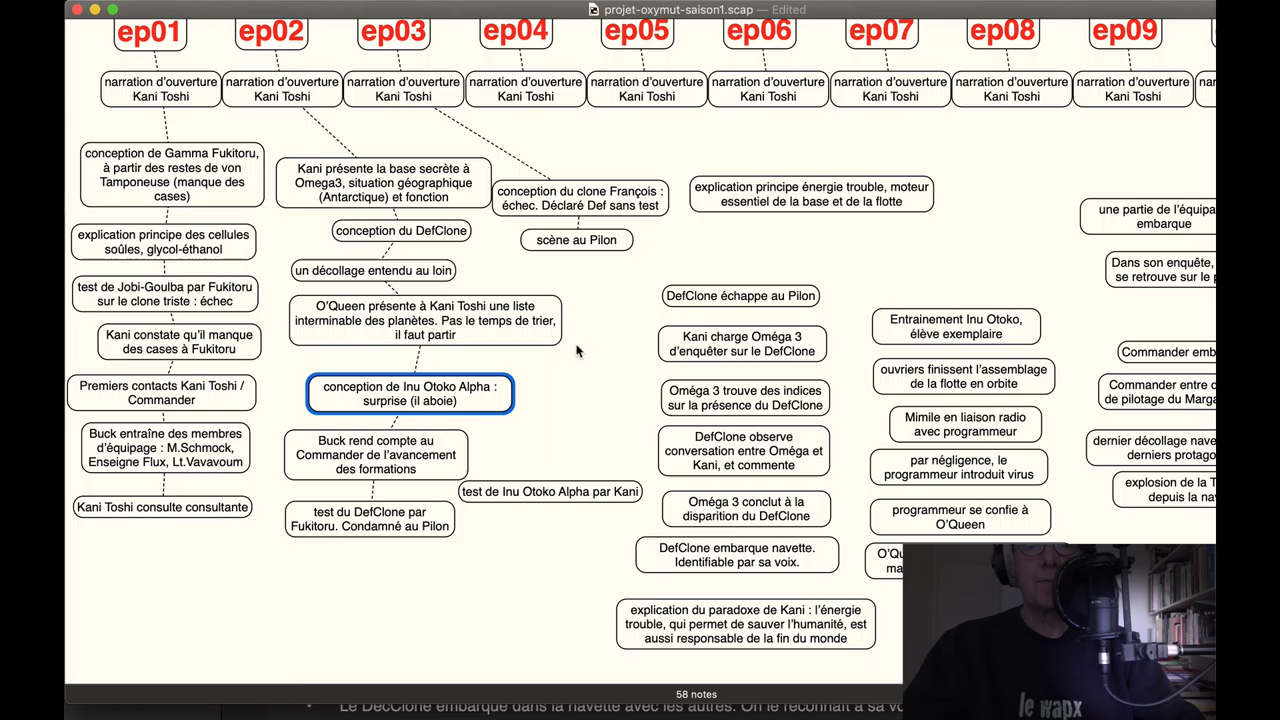 projet-oxymut-saison1.scap — Edited
ep01
ep02
ep03
ep04
ep05
ep06
ep07
ep08
ep09
narration d'ouverture
Kani Toshi
narration d'ouverture
Kani Toshi
narration d'ouverture
Kani Toshi
narration d'ouverture
Kani Toshi
narration d'ouverture
Kani Toshi
narration d'ouverture
Kani Toshi
narration d'ouverture
Kani Toshi
narration d'ouverture
Kani Toshi
narration d'ouverture
Kani Toshi
conception de Gamma Fukitoru,
à partir des restes de von
Tamponeuse (manque des
cases)
explication principe des cellules
soûles, glycol-éthanol
test de Jobi-Goulba par Fukitoru
sur le clone triste : échec
Kani constate qu'il manque
des cases à Fukitoru
Premiers contacts Kani Toshi /
Commander
Buck entraîne des membres
d'équipage : M.Schmock,
Enseigne Flux, Lt.Vavavoum
Kani Toshi consulte consultante
Kani présente la base secrète à
Omega3, situation géographique
(Antarctique) et fonction
conception du DefClone
un décollage entendu au loin
O'Queen présente à Kani Toshi une liste
interminable des planètes. Pas le temps de trier,
il faut partir
conception de Inu Otoko Alpha :
surprise (il aboie)
Buck rend compte au
Commander de l'avancement
des formations
test du DefClone par
Fukitoru. Condamné au Pilon
conception du clone François :
échec. Déclaré Def sans test
scène au Pilon
test de Inu Otoko Alpha par Kani
explication principe énergie trouble, moteur
essentiel de la base et de la flotte
DefClone échappe au Pilon
Kani charge Oméga 3
d'enquêter sur le DefClone
Oméga 3 trouve des indices
sur la présence du DefClone
DefClone observe
conversation entre Oméga et
Kani, et commente
Oméga 3 conclut à la
disparition du DefClone
DefClone embarque navette.
Identifiable par sa voix.
explication du paradoxe de Kani : l'énergie
trouble, qui permet de sauver l'humanité, est
aussi responsable de la fin du monde
Entrainement Inu Otoko,
élève exemplaire
ouvriers finissent l'assemblage
de la flotte en orbite
Mimile en liaison radio
avec programmeur
par négligence, le
programmeur introduit virus
programmeur se confie à
O'Queen
une partie de l'équipa
embarque
Dans son enquête,
se retrouve sur le p
Commander emb
Commander entre d
de pilotage du Marga
dernier décollage nave
derniers protago
explosion de la T
depuis la nav
58 notes
Le DecClone embarque dans la navette avec les autres. On le reconnaît à sa vo
le wapx